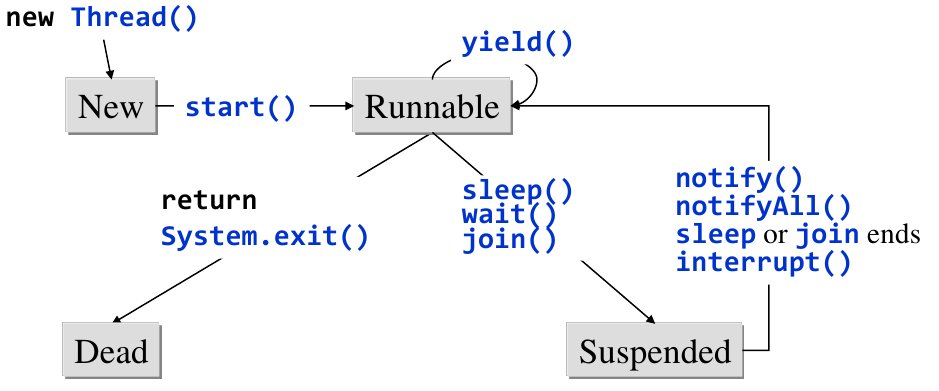 new Thread()
yield()
New
start()
Runnable
return
System.exit()
sleep()
wait()
join()
notify()
notifyAll()
sleep or join ends
interrupt()
Dead
Suspended